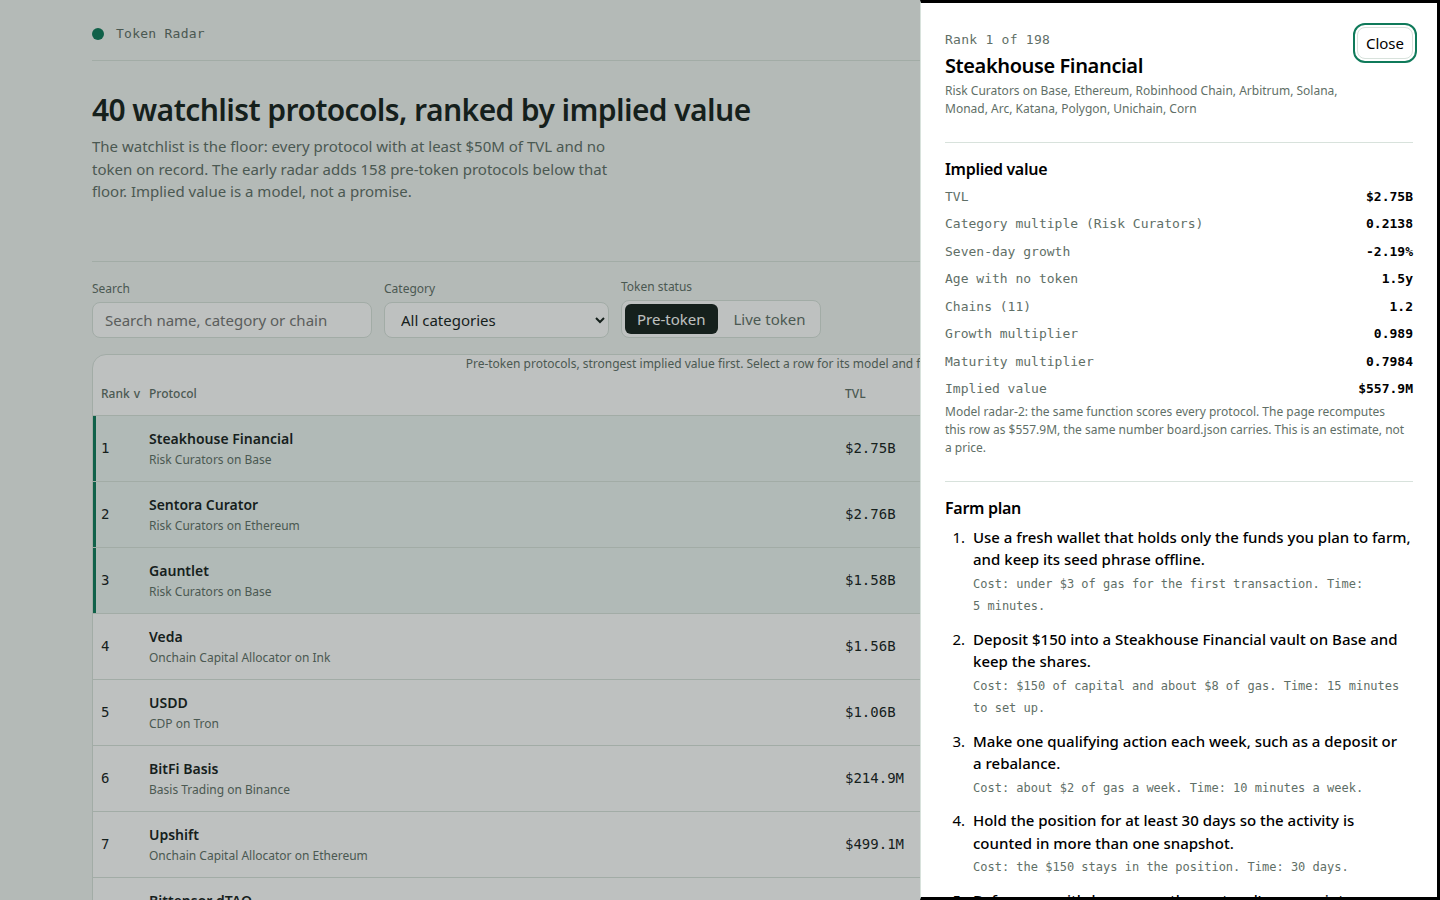 Token Radar
40 watchlist protocols, ranked by implied value
The watchlist is the floor: every protocol with at least $50M of TVL and no
token on record. The early radar adds 158 pre-token protocols below that
floor. Implied value is a model, not a promise.
Search
Category
Token status
Search name, category or chain
All categories
Pre-token
Live token
Pre-token protocols, strongest implied value first. Select a row for its model and f
Rank v
Protocol
TVL
1
Steakhouse Financial
Risk Curators on Base
$2.75B
2
Sentora Curator
Risk Curators on Ethereum
$2.76B
3
Gauntlet
Risk Curators on Base
$1.58B
4
Veda
Onchain Capital Allocator on Ink
$1.56B
5
USDD
CDP on Tron
$1.06B
6
BitFi Basis
Basis Trading on Binance
$214.9M
7
Upshift
Onchain Capital Allocator on Ethereum
$499.1M
Bittensor dTAO
Rank 1 of 198
Close
Steakhouse Financial
Risk Curators on Base, Ethereum, Robinhood Chain, Arbitrum, Solana,
Monad, Arc, Katana, Polygon, Unichain, Corn
Implied value
TVL
$2.75B
Category multiple (Risk Curators)
0.2138
Seven-day growth
-2.19%
Age with no token
1.5y
Chains (11)
1.2
Growth multiplier
0.989
Maturity multiplier
0.7984
Implied value
$557.9M
Model radar-2: the same function scores every protocol. The page recomputes
this row as $557.9M, the same number board.json carries. This is an estimate, not
a price.
Farm plan
1. Use a fresh wallet that holds only the funds you plan to farm,
and keep its seed phrase offline.
Cost: under $3 of gas for the first transaction. Time:
5 minutes.
2. Deposit $150 into a Steakhouse Financial vault on Base and
keep the shares.
Cost: $150 of capital and about $8 of gas. Time: 15 minutes
to set up.
3. Make one qualifying action each week, such as a deposit or
a rebalance.
Cost: about $2 of gas a week. Time: 10 minutes a week.
4. Hold the position for at least 30 days so the activity is
counted in more than one snapshot.
Cost: the $150 stays in the position. Time: 30 days.